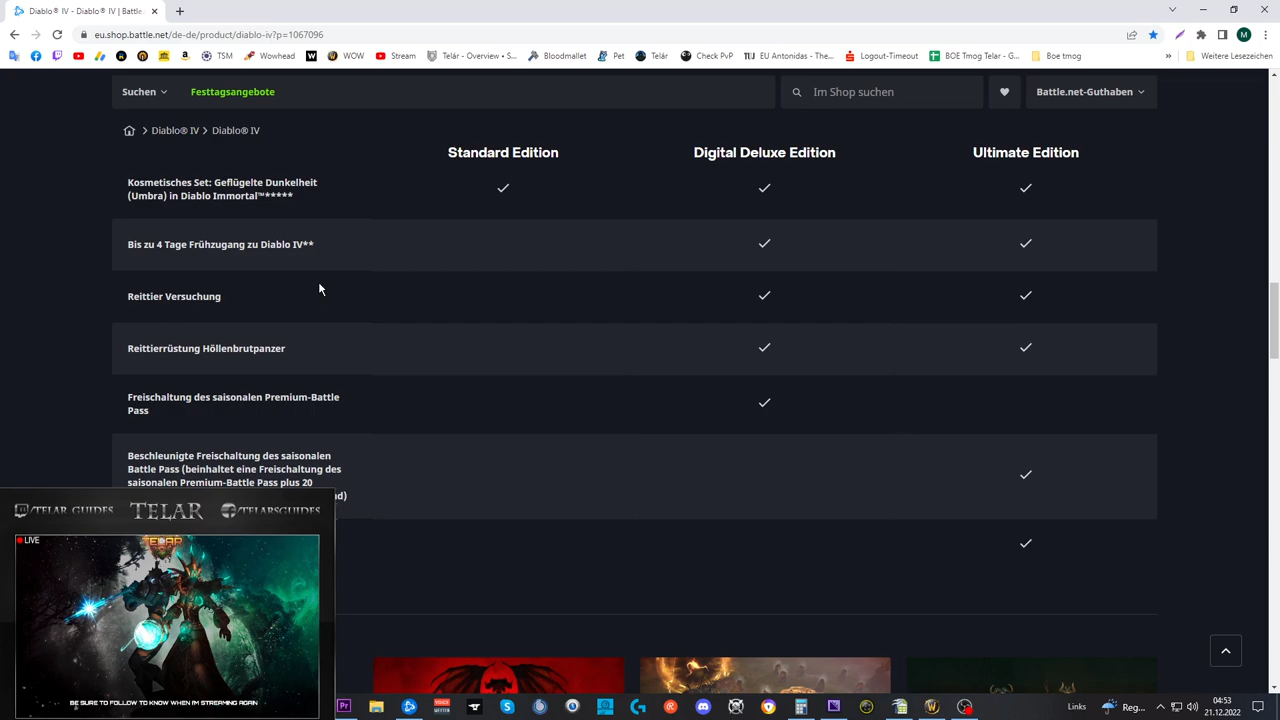 Diablo® IV - Diablo® IV | Battle.
eu.shop.battle.net/de-de/product/diablo-iv?p=1067096
TSM
Wowhead
WOW
Stream
Telár - Overview «...
Bloodmallet
Pet
Telár
Check PvP
EU Antonidas - The...
Logout-Timeout
BOE Tmog Telar - G...
Boe tmog
»
Weitere Lesezeichen
Suchen
Festtagsangebote
Im Shop suchen
Battle.net-Guthaben
Diablo® IV
Diablo® IV
Standard Edition
Digital Deluxe Edition
Ultimate Edition
Kosmetisches Set: Geflügelte Dunkelheit
(Umbra) in Diablo Immortal™*****
Bis zu 4 Tage Frühzugang zu Diablo IV**
Reittier Versuchung
Reittierrüstung Höllenbrutpanzer
Freischaltung des saisonalen Premium-Battle
Pass
Beschleunigte Freischaltung des saisonalen
Battle Pass (beinhaltet eine Freischaltung des
saisonalen Premium-Battle Pass plus 20
nd)
/TELAR GUIDES
TELAR
/TELARSGUIDES
LIVE
TELAR
BE SURE TO FOLLOW TO KNOW WHEN I'M STREAMING AGAIN
Links
Reg...
04:53
21.12.2022